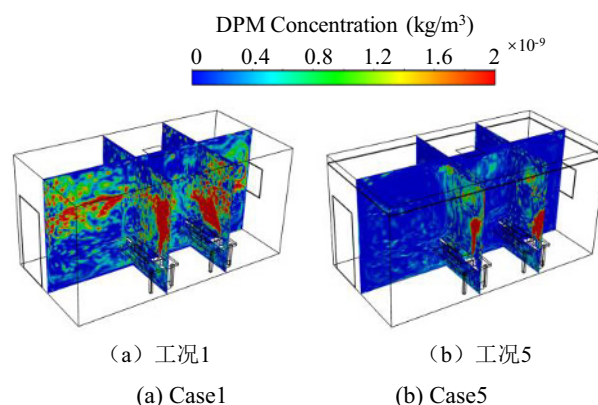 DPM Concentration (kg/m³)
0 0.4 0.8 1.2 1.6 2 ×10⁻⁹
（a）工况1 （b）工况5
(a) Case1 (b) Case5